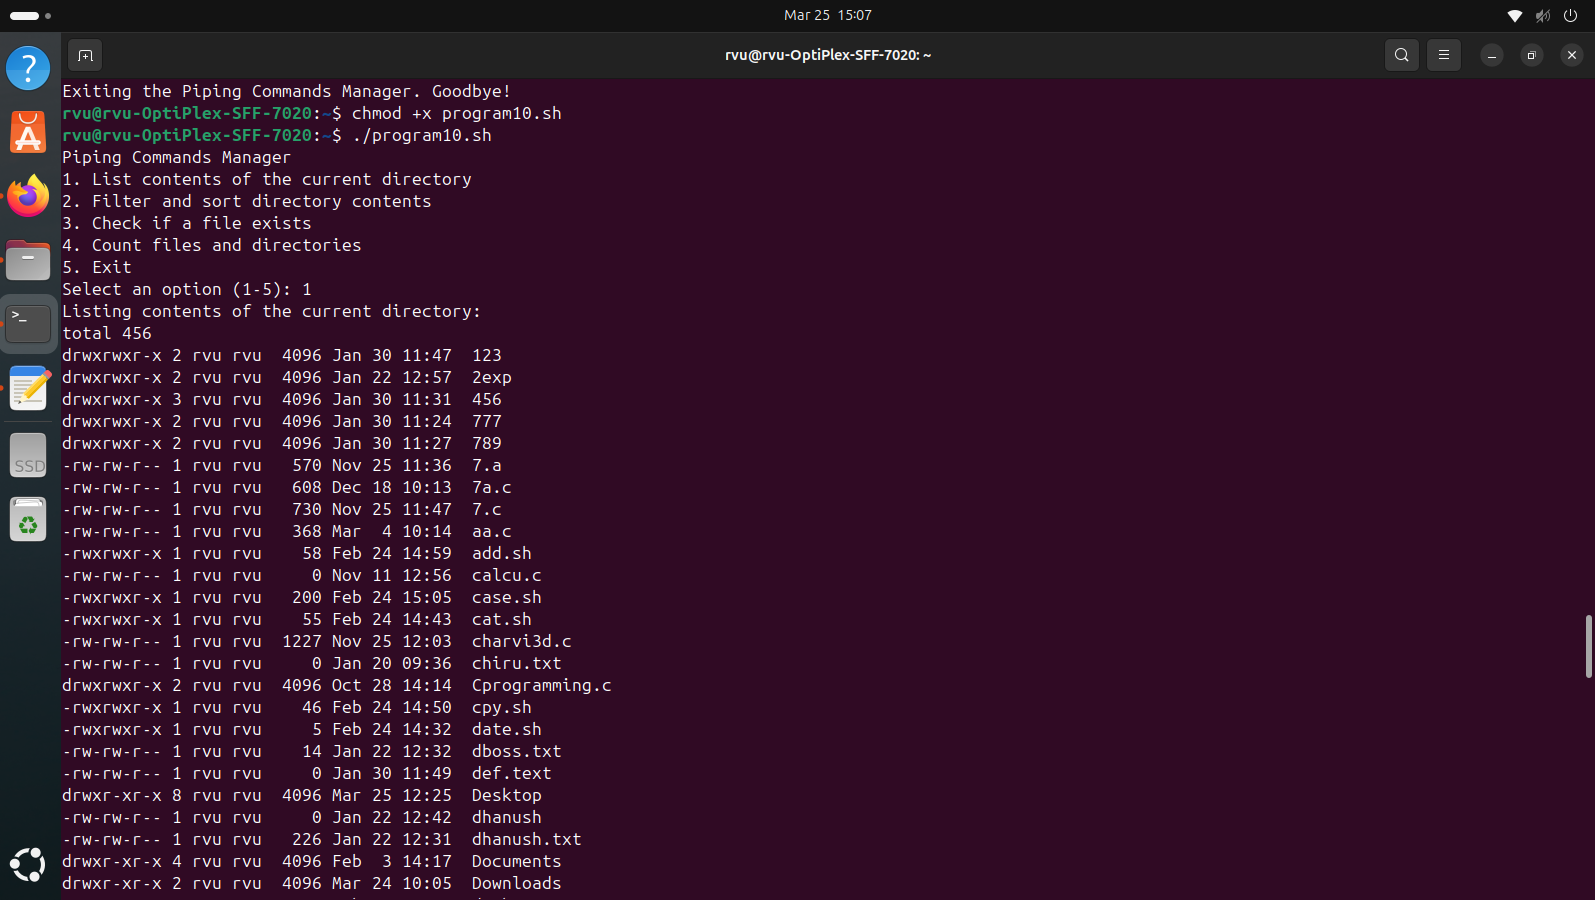 Mar 25 15:07
rvu@rvu-OptiPlex-SFF-7020: ~
Exiting the Piping Commands Manager. Goodbye!
rvu@rvu-OptiPlex-SFF-7020:~$ chmod +x program10.sh
rvu@rvu-OptiPlex-SFF-7020:~$ ./program10.sh
Piping Commands Manager
1. List contents of the current directory
2. Filter and sort directory contents
3. Check if a file exists
4. Count files and directories
5. Exit
Select an option (1-5): 1
Listing contents of the current directory:
total 456
drwxrwxr-x 2 rvu rvu  4096 Jan 30 11:47  123
drwxrwxr-x 2 rvu rvu  4096 Jan 22 12:57  2exp
drwxrwxr-x 3 rvu rvu  4096 Jan 30 11:31  456
drwxrwxr-x 2 rvu rvu  4096 Jan 30 11:24  777
drwxrwxr-x 2 rvu rvu  4096 Jan 30 11:27  789
-rw-rw-r-- 1 rvu rvu   570 Nov 25 11:36  7.a
-rw-rw-r-- 1 rvu rvu   608 Dec 18 10:13  7a.c
-rw-rw-r-- 1 rvu rvu   730 Nov 25 11:47  7.c
-rw-rw-r-- 1 rvu rvu   368 Mar  4 10:14  aa.c
-rwxrwxr-x 1 rvu rvu    58 Feb 24 14:59  add.sh
-rw-rw-r-- 1 rvu rvu     0 Nov 11 12:56  calcu.c
-rwxrwxr-x 1 rvu rvu   200 Feb 24 15:05  case.sh
-rwxrwxr-x 1 rvu rvu    55 Feb 24 14:43  cat.sh
-rw-rw-r-- 1 rvu rvu  1227 Nov 25 12:03  charvi3d.c
-rw-rw-r-- 1 rvu rvu     0 Jan 20 09:36  chiru.txt
drwxrwxr-x 2 rvu rvu  4096 Oct 28 14:14  Cprogramming.c
-rwxrwxr-x 1 rvu rvu    46 Feb 24 14:50  cpy.sh
-rwxrwxr-x 1 rvu rvu     5 Feb 24 14:32  date.sh
-rw-rw-r-- 1 rvu rvu    14 Jan 22 12:32  dboss.txt
-rw-rw-r-- 1 rvu rvu     0 Jan 30 11:49  def.text
drwxr-xr-x 8 rvu rvu  4096 Mar 25 12:25  Desktop
-rw-rw-r-- 1 rvu rvu     0 Jan 22 12:42  dhanush
-rw-rw-r-- 1 rvu rvu   226 Jan 22 12:31  dhanush.txt
drwxr-xr-x 4 rvu rvu  4096 Feb  3 14:17  Documents
drwxr-xr-x 2 rvu rvu  4096 Mar 24 10:05  Downloads
SSD